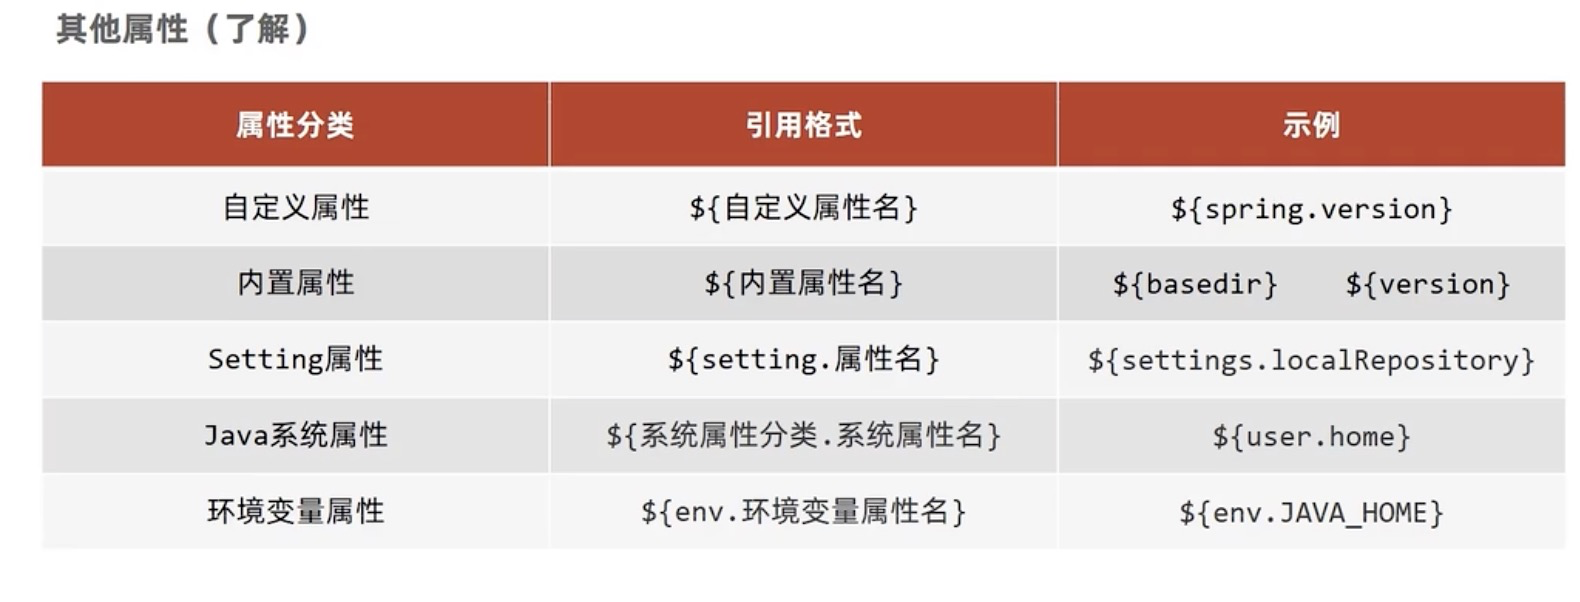 其他属性（了解）
属性分类 引用格式 示例
自定义属性 ${自定义属性名} ${spring.version}
内置属性 ${内置属性名} ${basedir} ${version}
Setting属性 ${setting.属性名} ${settings.localRepository}
Java系统属性 ${系统属性分类.系统属性名} ${user.home}
环境变量属性 ${env.环境变量属性名} ${env.JAVA_HOME}